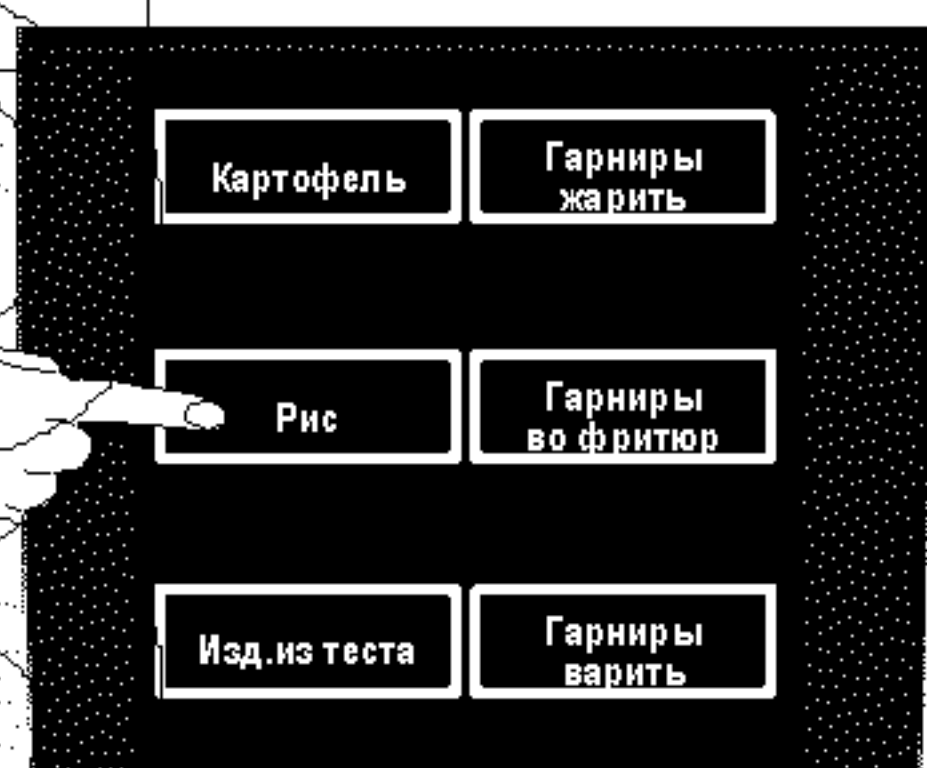 Картофель
Гарниры
жарить
Рис
Гарниры
во фритюр
Изд.из теста
Гарниры
варить